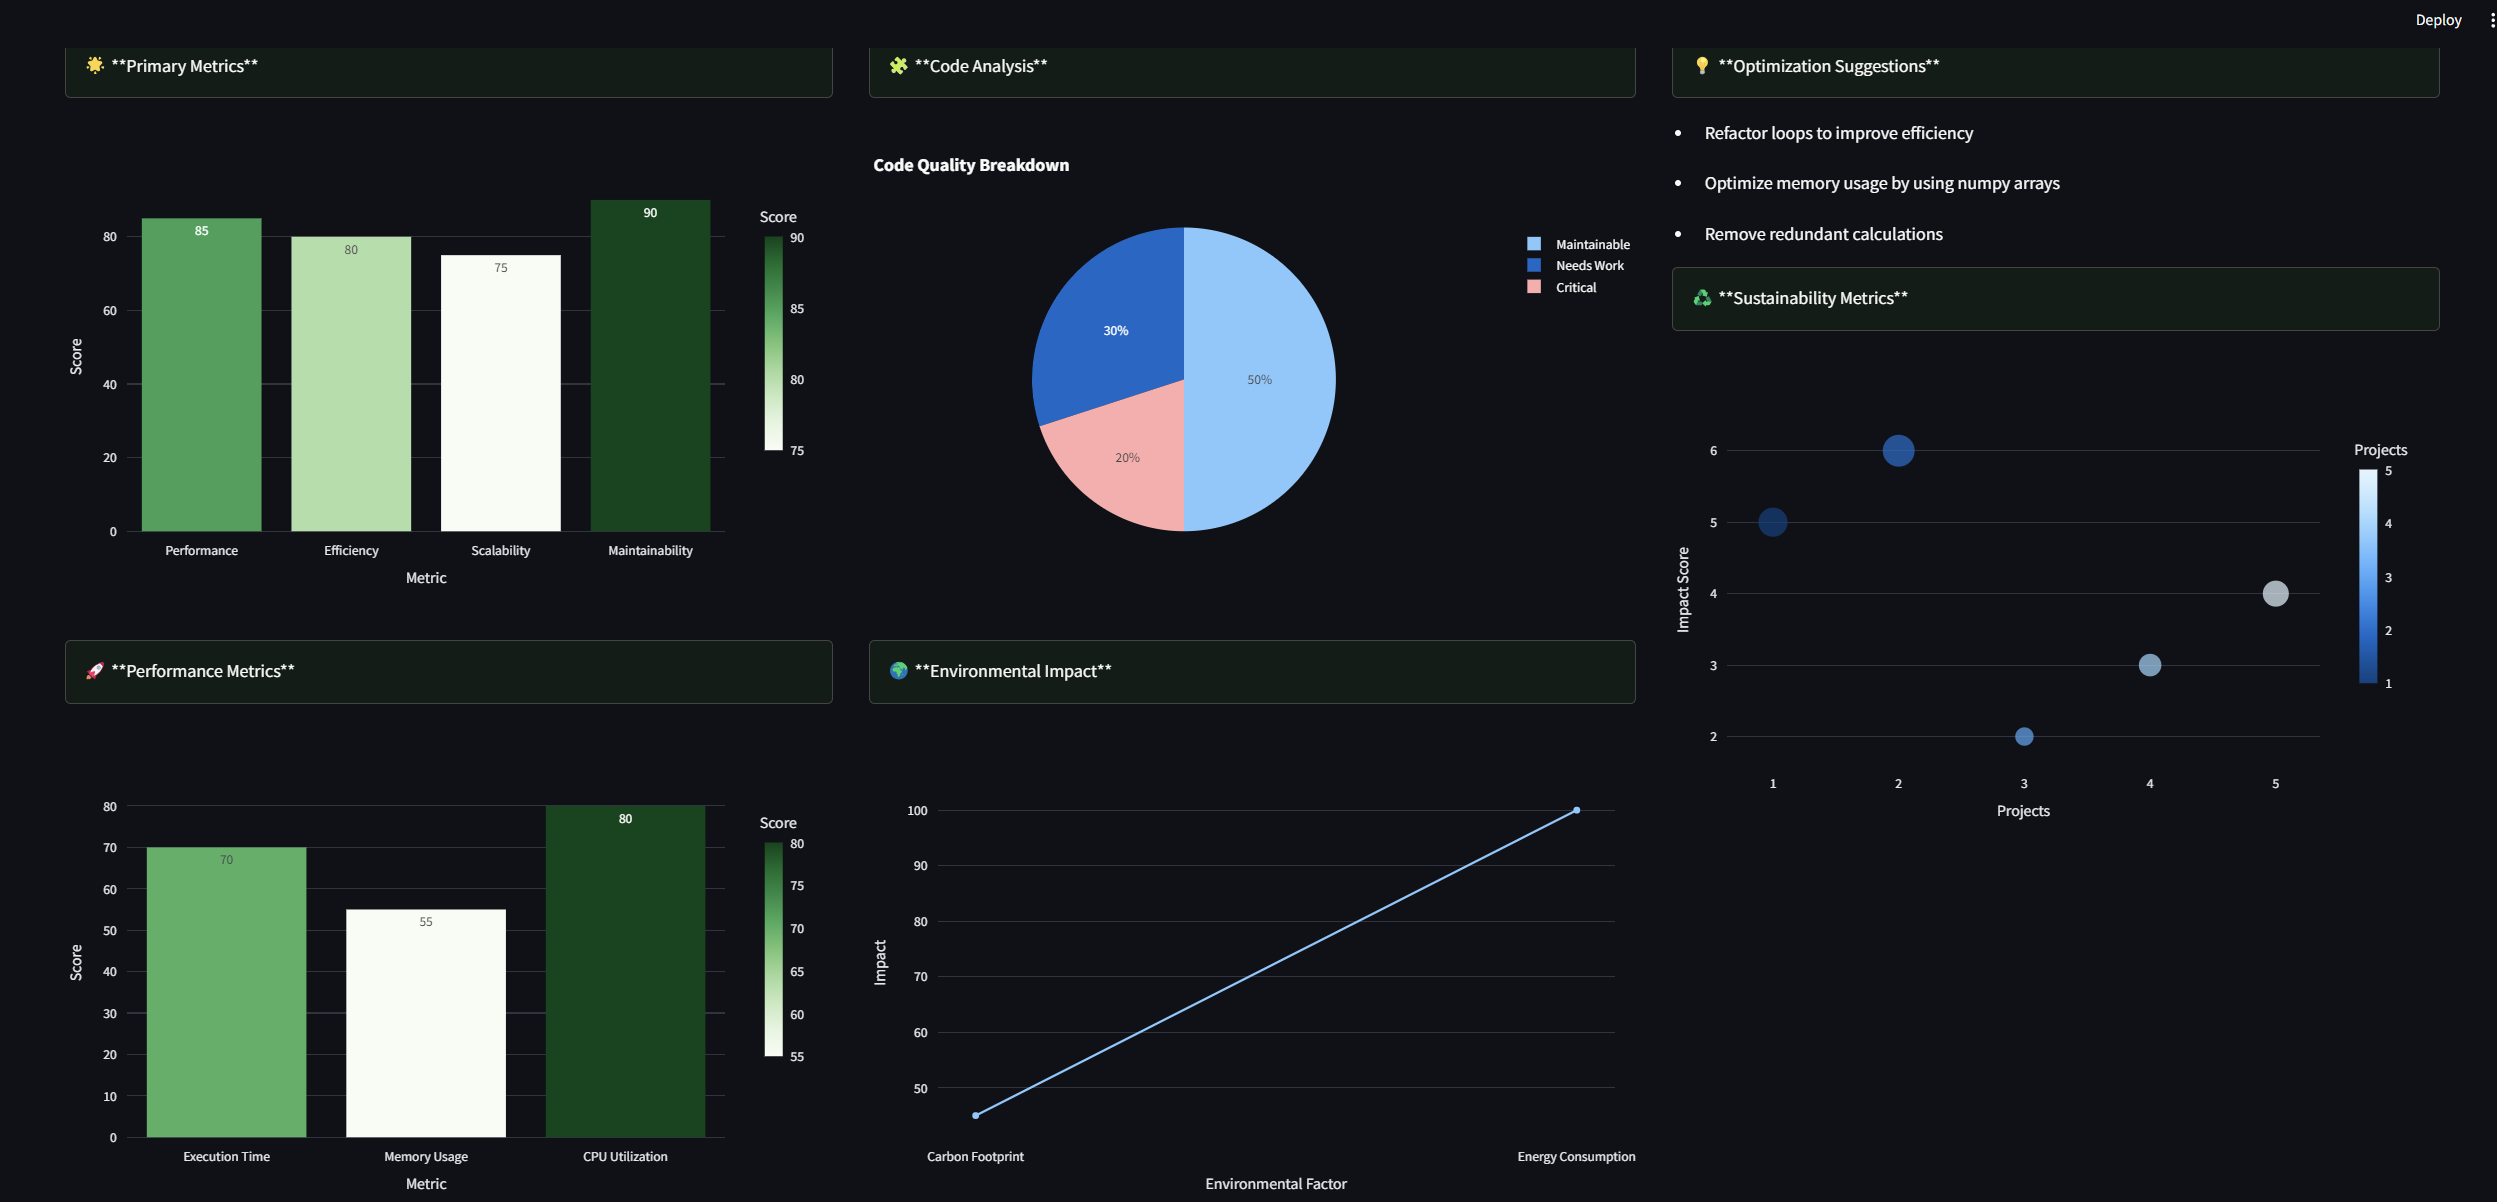 Deploy
**Primary Metrics**
Score
80
60
40
20
0
85
80
75
90
Performance
Efficiency
Scalability
Maintainability
Metric
Score
90
85
80
75
**Performance Metrics**
Score
80
70
60
50
40
30
20
10
0
70
55
80
Execution Time
Memory Usage
CPU Utilization
Metric
Score
80
75
70
65
60
55
**Code Analysis**
Code Quality Breakdown
30%
50%
20%
Maintainable
Needs Work
Critical
**Environmental Impact**
Impact
100
90
80
70
60
50
Carbon Footprint
Energy Consumption
Environmental Factor
**Optimization Suggestions**
• Refactor loops to improve efficiency
• Optimize memory usage by using numpy arrays
• Remove redundant calculations
**Sustainability Metrics**
Impact Score
6
5
4
3
2
1
2
3
4
5
Projects
Projects
5
4
3
2
1